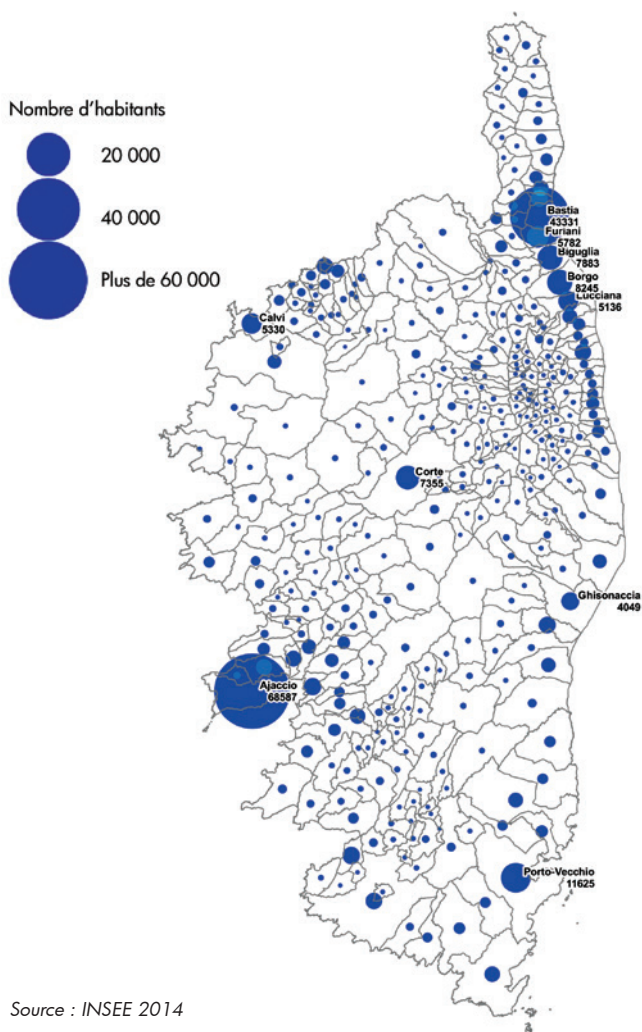 Nombre d'habitants
20 000
40 000
Plus de 60 000
Bastia
43331
Furiani
5782
Biguglia
7883
Borgo
8245
Lucciana
5136
Calvi
5330
Corte
7355
Ghisonaccia
4049
Ajaccio
68587
Porto-Vecchio
11625
Source : INSEE 2014